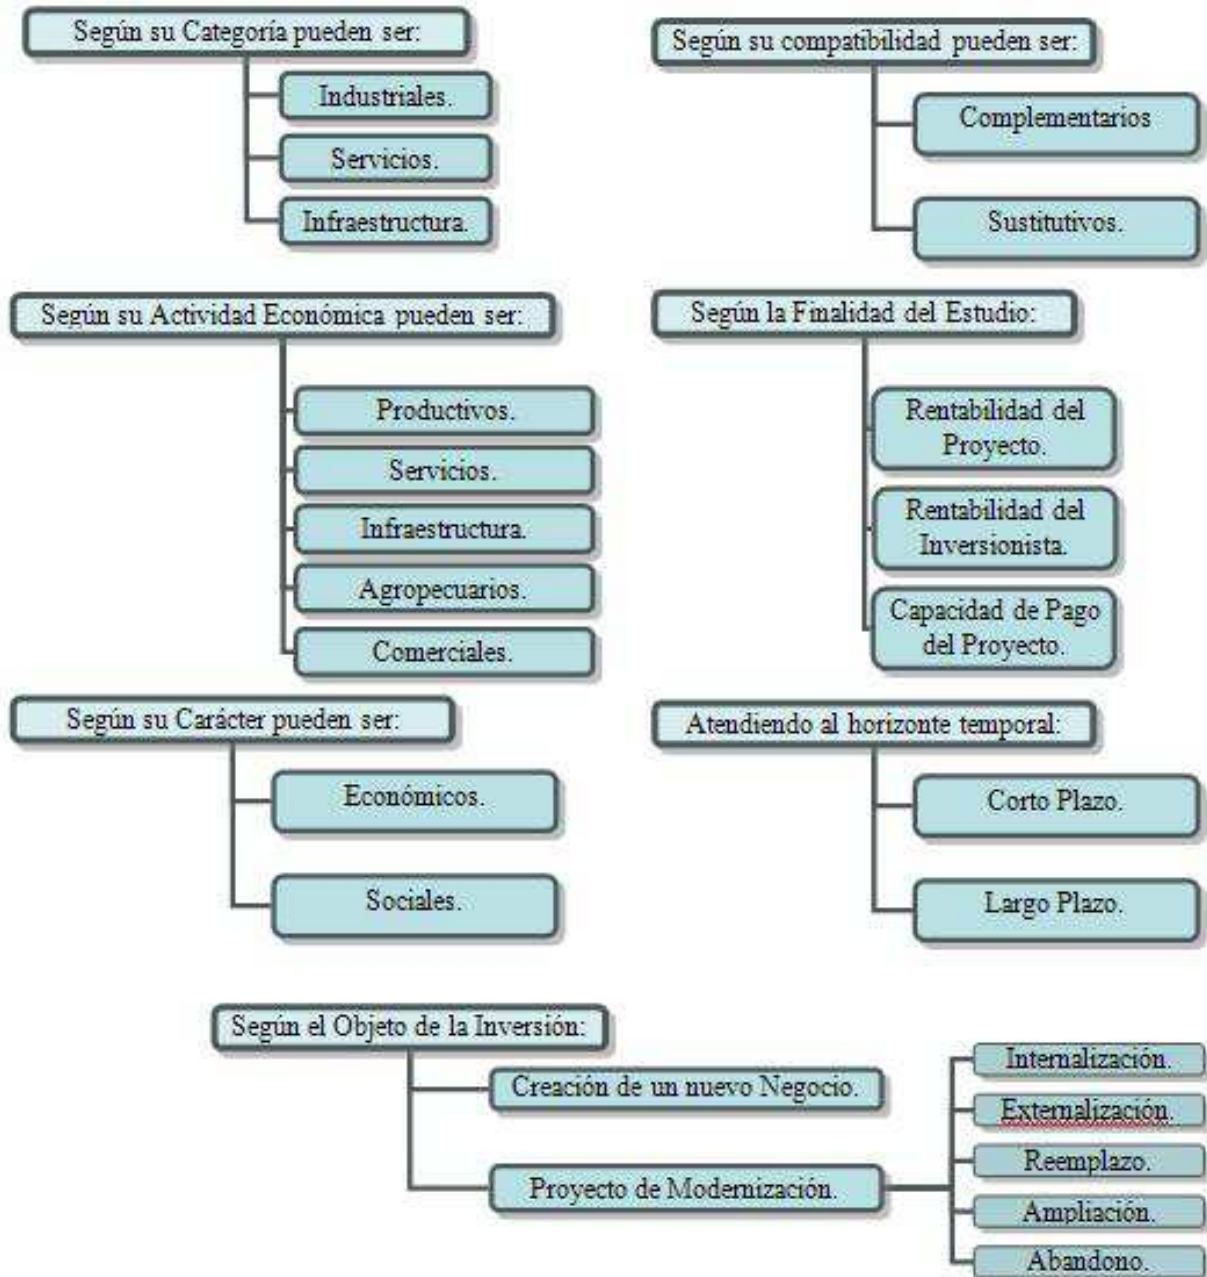 Según su Categoría pueden ser:
Industriales.
Servicios.
Infraestructura.
Según su compatibilidad pueden ser:
Complementarios
Sustitutivos.
Según su Actividad Económica pueden ser:
Productivos.
Servicios.
Infraestructura.
Agropecuarios.
Comerciales.
Según la Finalidad del Estudio:
Rentabilidad del
Proyecto.
Rentabilidad del
Inversionista.
Capacidad de Pago
del Proyecto.
Según su Carácter pueden ser:
Económicos.
Sociales.
Atendiendo al horizonte temporal:
Corto Plazo.
Largo Plazo.
Según el Objeto de la Inversión:
Creación de un nuevo Negocio.
Proyecto de Modernización.
Internalización.
Externalización.
Reemplazo.
Ampliación.
Abandono.